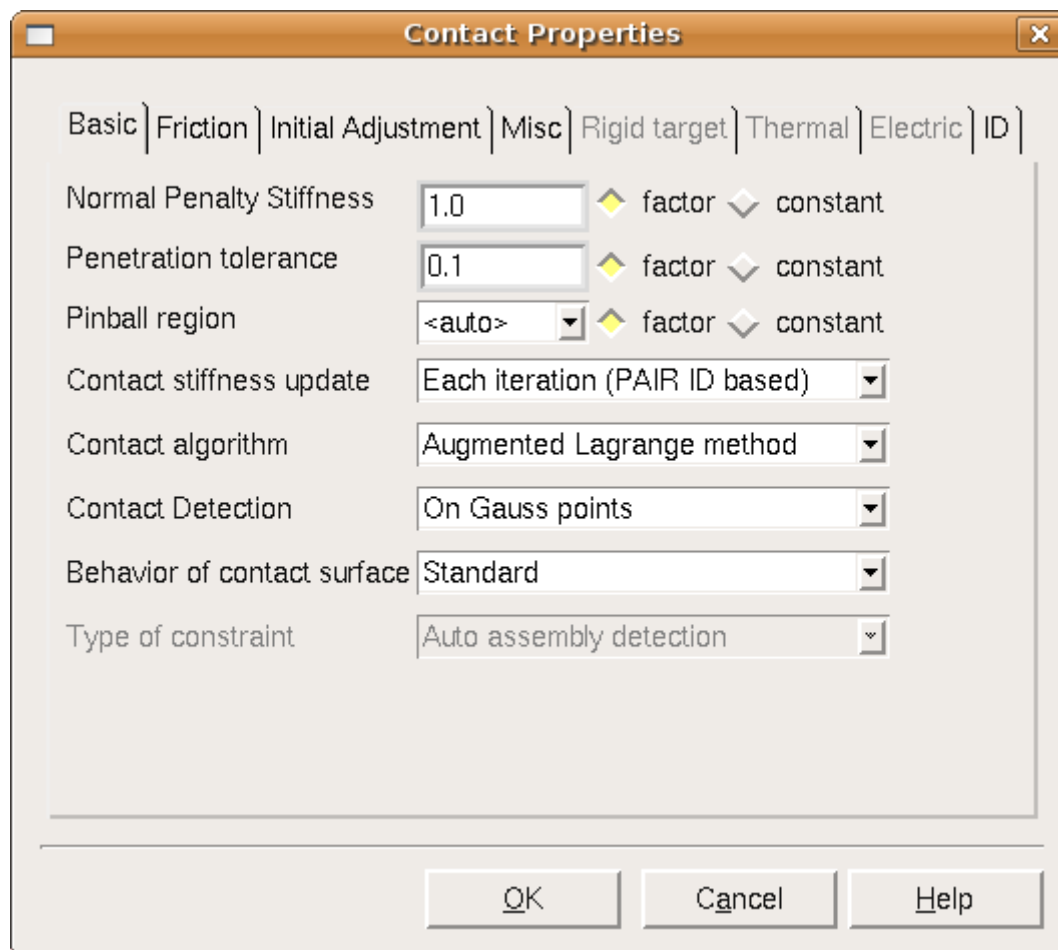 Contact Properties
Basic Friction Initial Adjustment Misc Rigid target Thermal Electric ID
Normal Penalty Stiffness 1.0 factor constant
Penetration tolerance 0.1 factor constant
Pinball region <auto> factor constant
Contact stiffness update Each iteration (PAIR ID based)
Contact algorithm Augmented Lagrange method
Contact Detection On Gauss points
Behavior of contact surface Standard
Type of constraint Auto assembly detection
OK Cancel Help